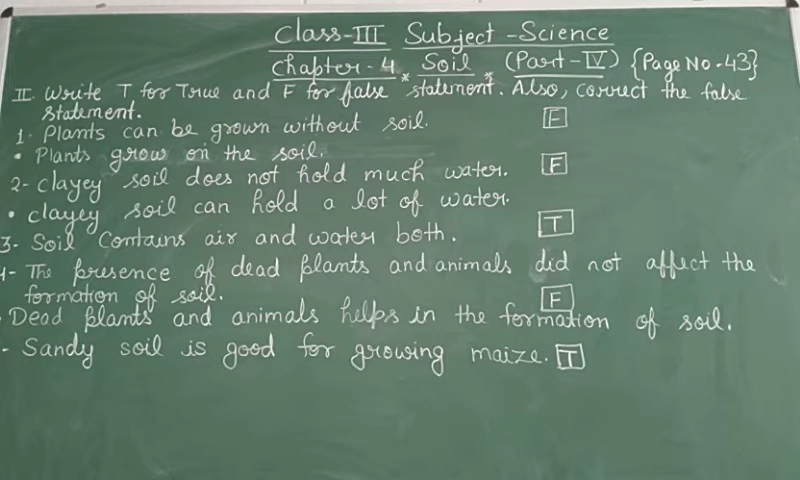 Class-III Subject-Science
Chapter-4 Soil (Part-IV) {Page No.-43}
II. Write T for True and F for false statement. Also, correct the false
statement.
1- Plants can be grown without soil. F
• Plants grow on the soil.
2- Clayey soil does not hold much water. F
• Clayey soil can hold a lot of water.
3- Soil Contains air and water both. T
4- The presence of dead plants and animals did not affect the
formation of soil. F
Dead plants and animals helps in the formation of soil.
- Sandy soil is good for growing maize. T